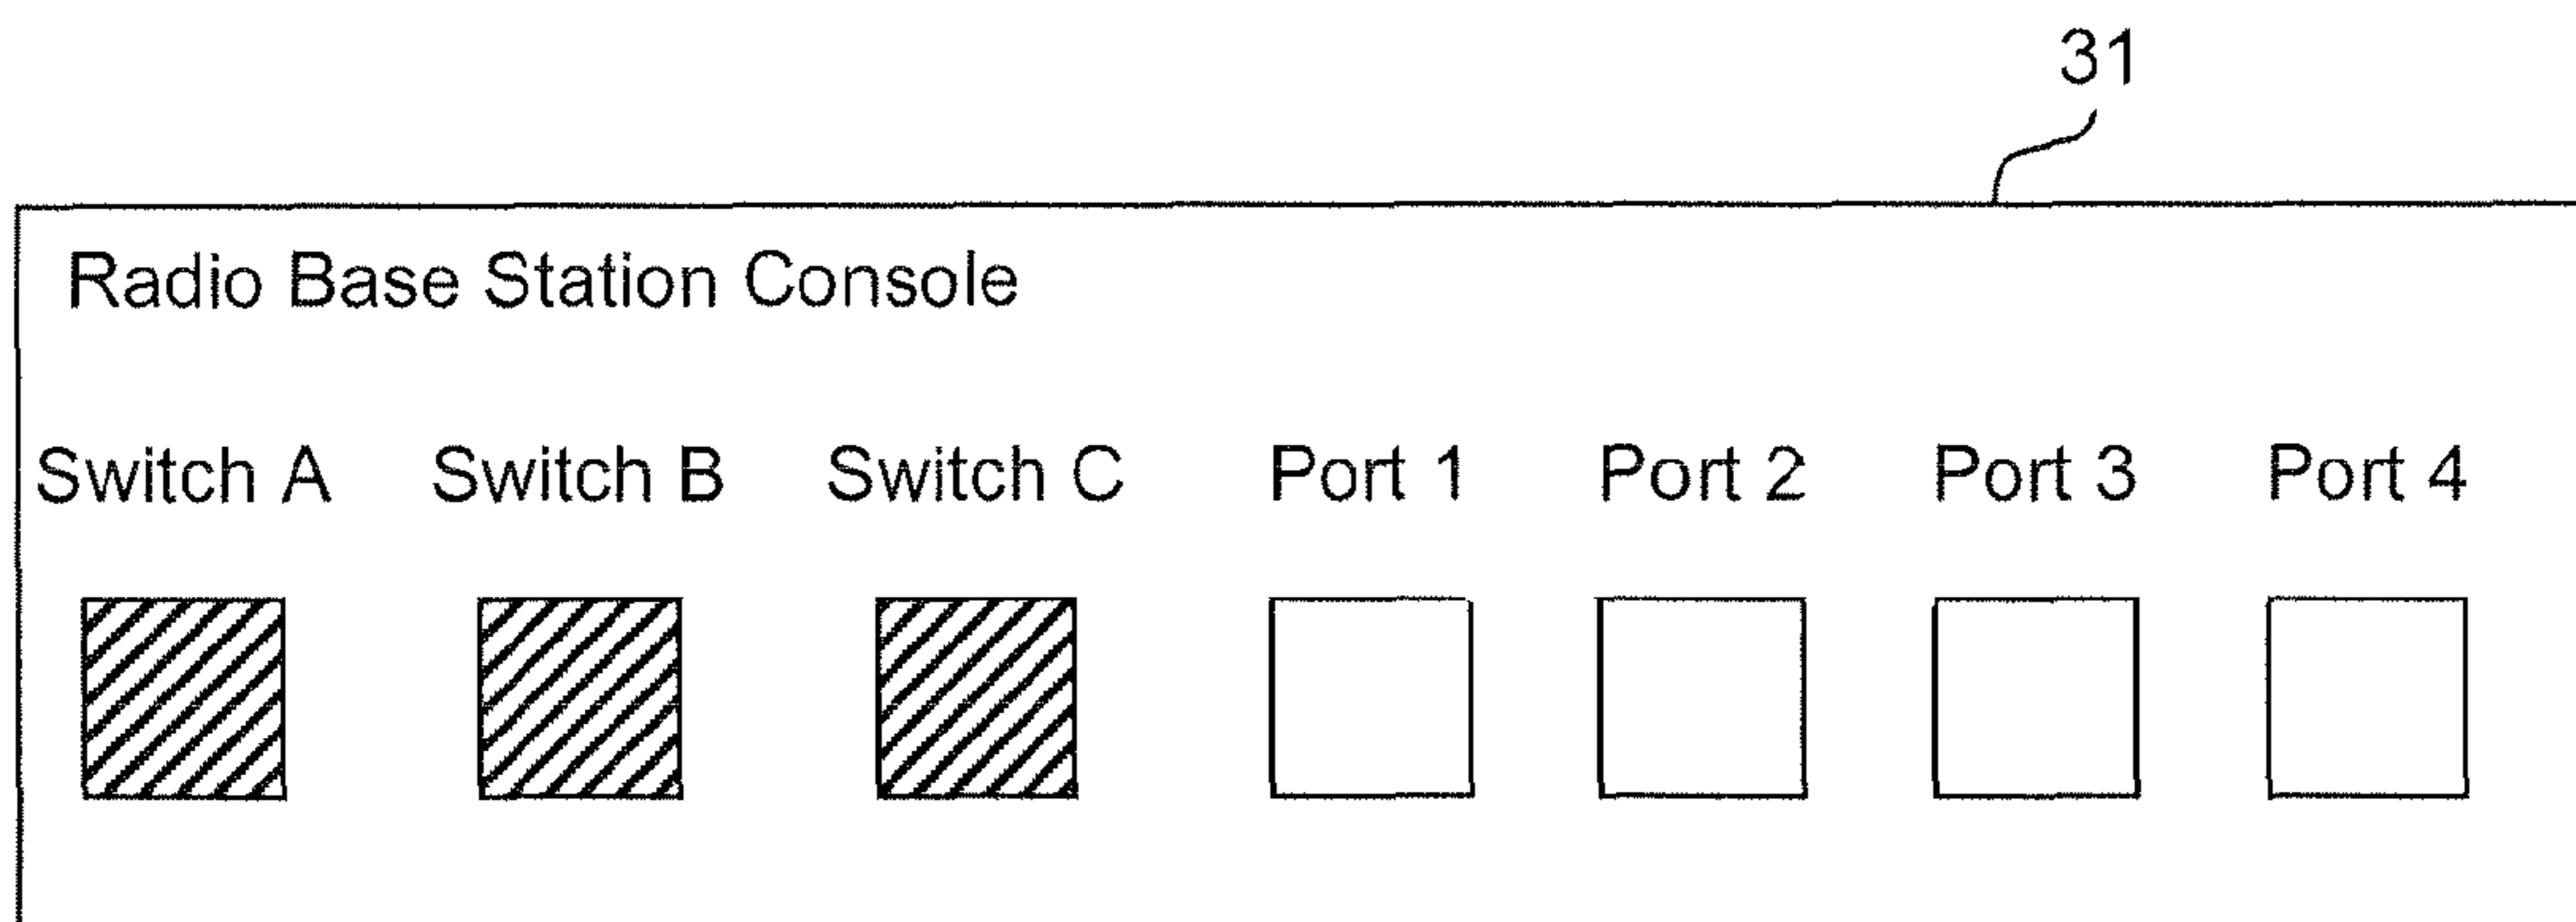 31
Radio Base Station Console
Switch A Switch B Switch C Port 1 Port 2 Port 3 Port 4